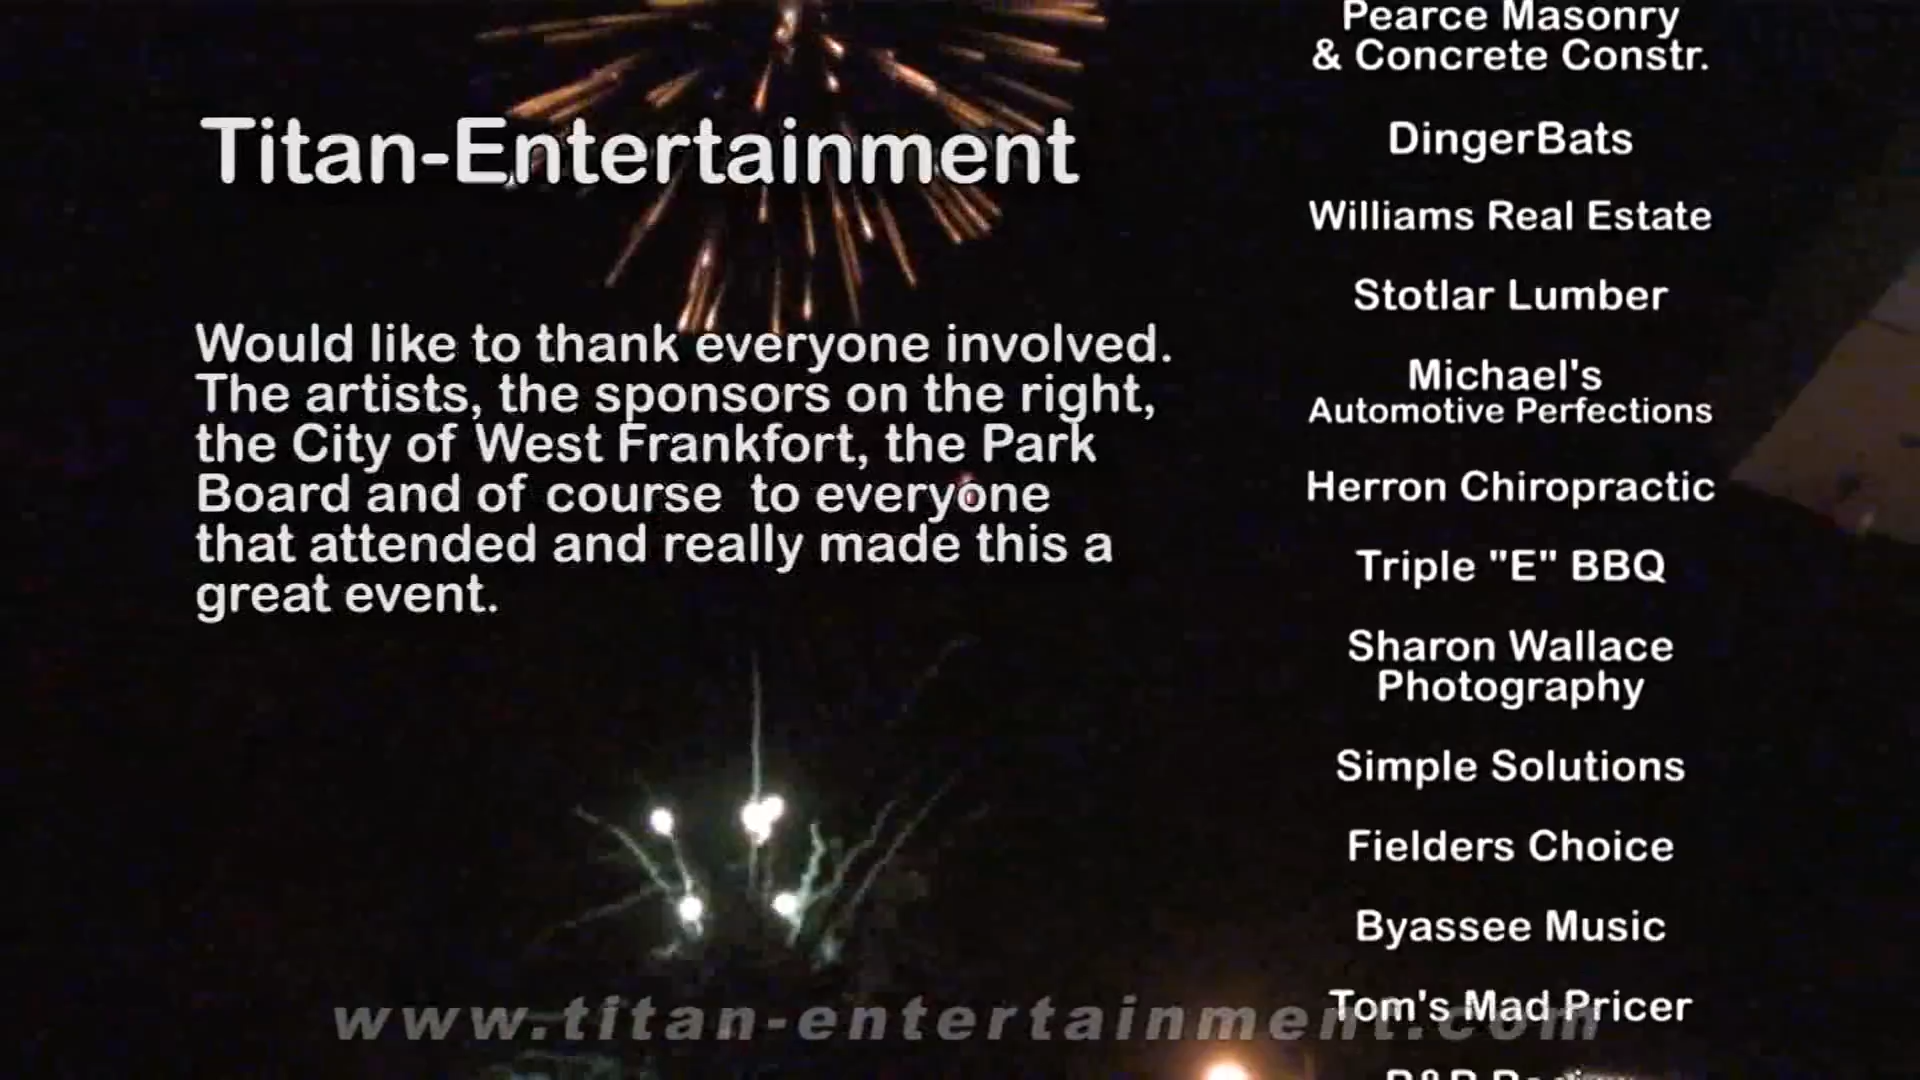 Titan-Entertainment
Would like to thank everyone involved.
The artists, the sponsors on the right,
the City of West Frankfort, the Park
Board and of course  to everyone
that attended and really made this a
great event.
Pearce Masonry
& Concrete Constr.
DingerBats
Williams Real Estate
Stotlar Lumber
Michael's
Automotive Perfections
Herron Chiropractic
Triple "E" BBQ
Sharon Wallace
Photography
Simple Solutions
Fielders Choice
Byassee Music
Tom's Mad Pricer
www.titan-entertainment.com